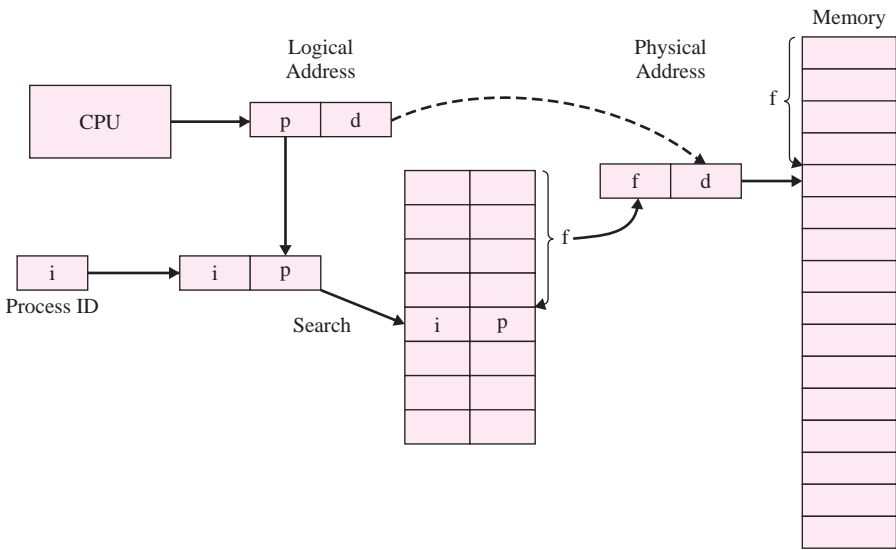 Memory
Logical
Address
Physical
Address
f
CPU
p d
f d
f
i
i p
Process ID
Search
i p